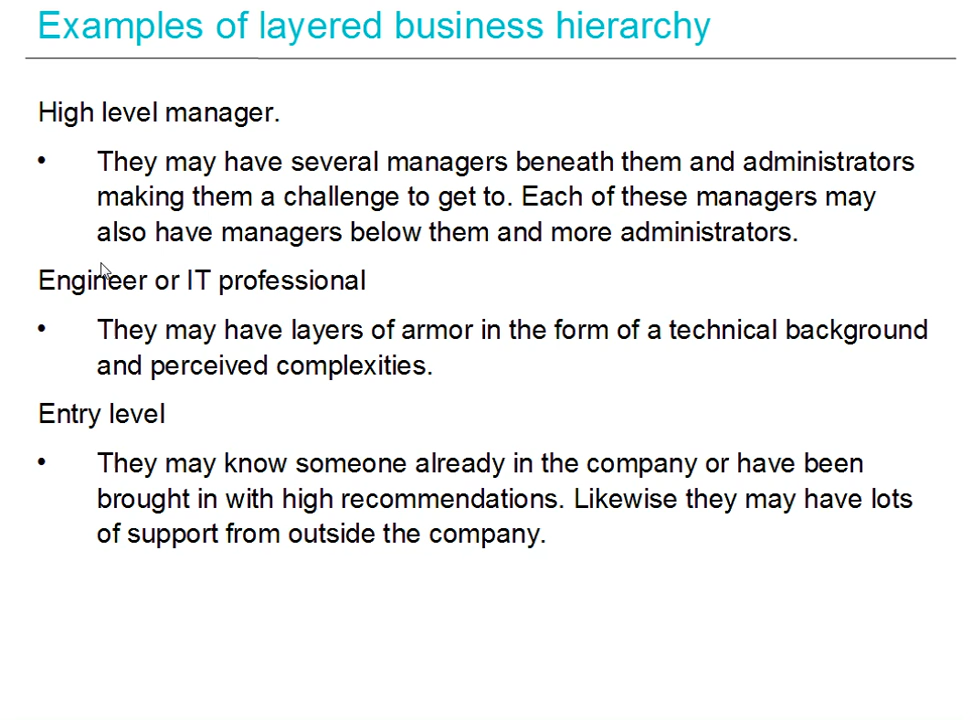 Examples of layered business hierarchy
High level manager.
• They may have several managers beneath them and administrators
making them a challenge to get to. Each of these managers may
also have managers below them and more administrators.
Engineer or IT professional
• They may have layers of armor in the form of a technical background
and perceived complexities.
Entry level
• They may know someone already in the company or have been
brought in with high recommendations. Likewise they may have lots
of support from outside the company.